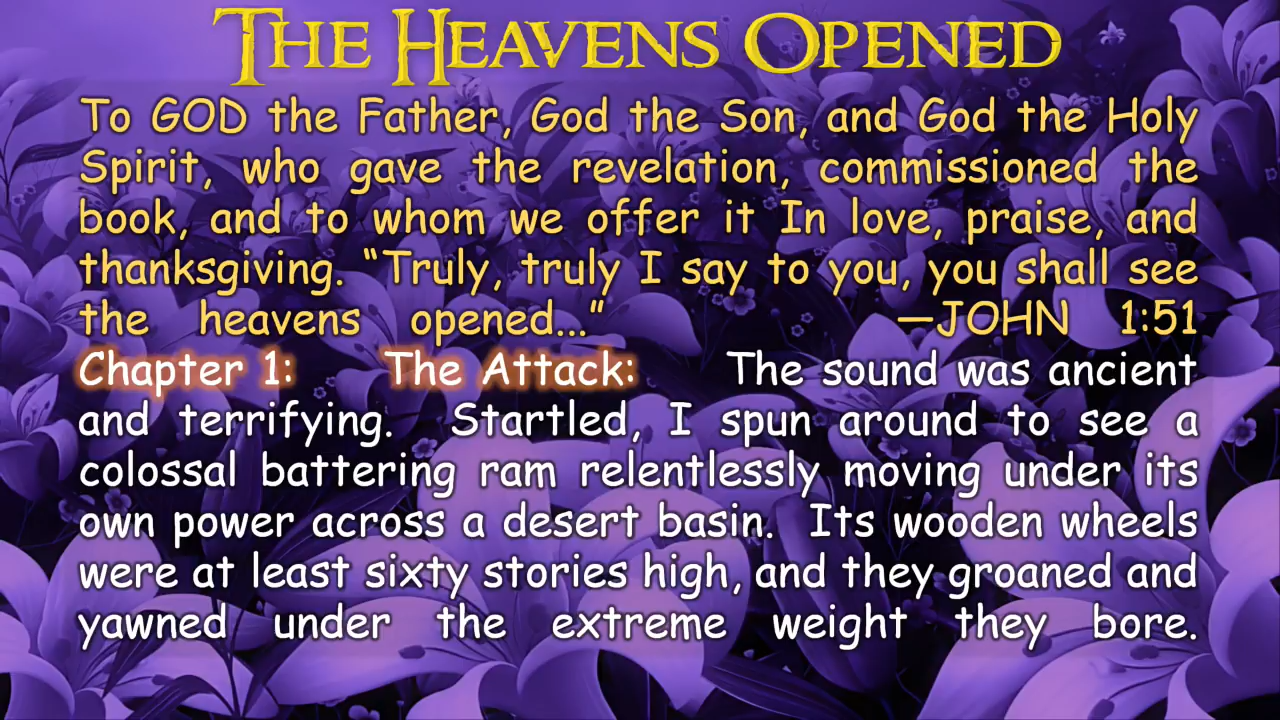 THE HEAVENS OPENED
To GOD the Father, God the Son, and God the Holy
Spirit, who gave the revelation, commissioned the
book, and to whom we offer it In love, praise, and
thanksgiving. “Truly, truly I say to you, you shall see
the heavens opened...” —JOHN 1:51
Chapter 1: The Attack: The sound was ancient
and terrifying. Startled, I spun around to see a
colossal battering ram relentlessly moving under its
own power across a desert basin. Its wooden wheels
were at least sixty stories high, and they groaned and
yawned under the extreme weight they bore.